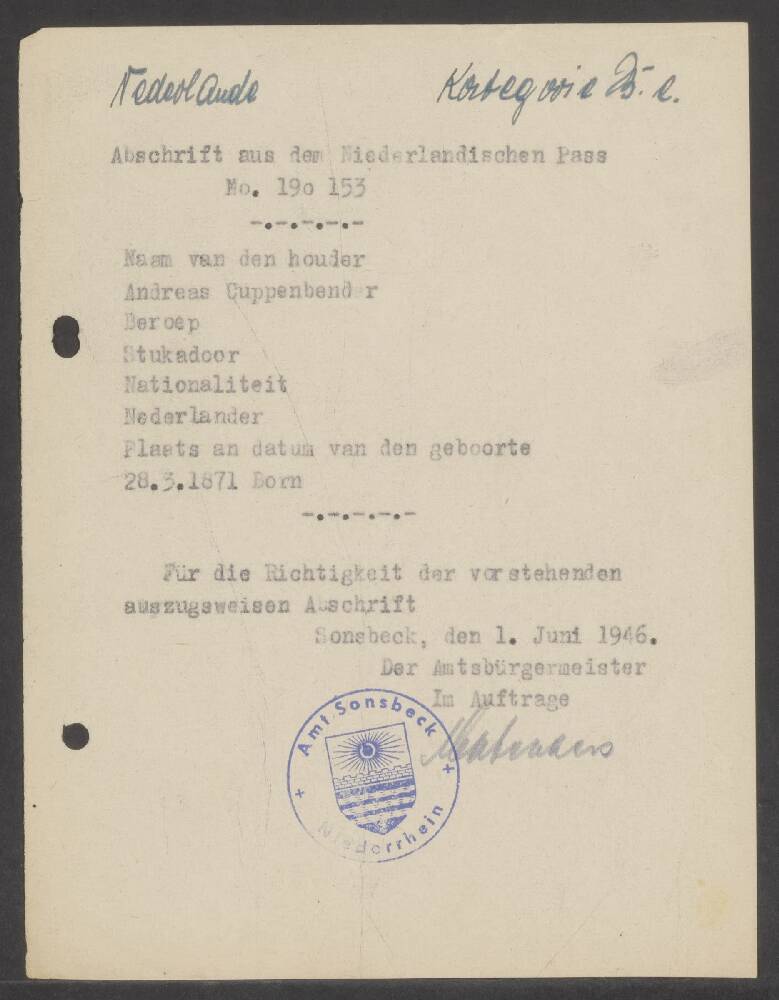 Nederlande Kategorie B. c.
Abschrift aus dem Niederlandischen Pass
No. 19o 153
-.-.-.-.-
Naam van den houder
Andreas Cuppenbender
Beroep
Stukadoor
Nationaliteit
Nederlander
Plaats an datum van den geboorte
28.3.1871 Born
-.-.-.-.-
Für die Richtigkeit der vorstehenden
auszugsweisen Abschrift
Sonsbeck, den 1. Juni 1946.
Der Amtsbürgermeister
Im Auftrage
Amt Sonsbeck
Niederrhein